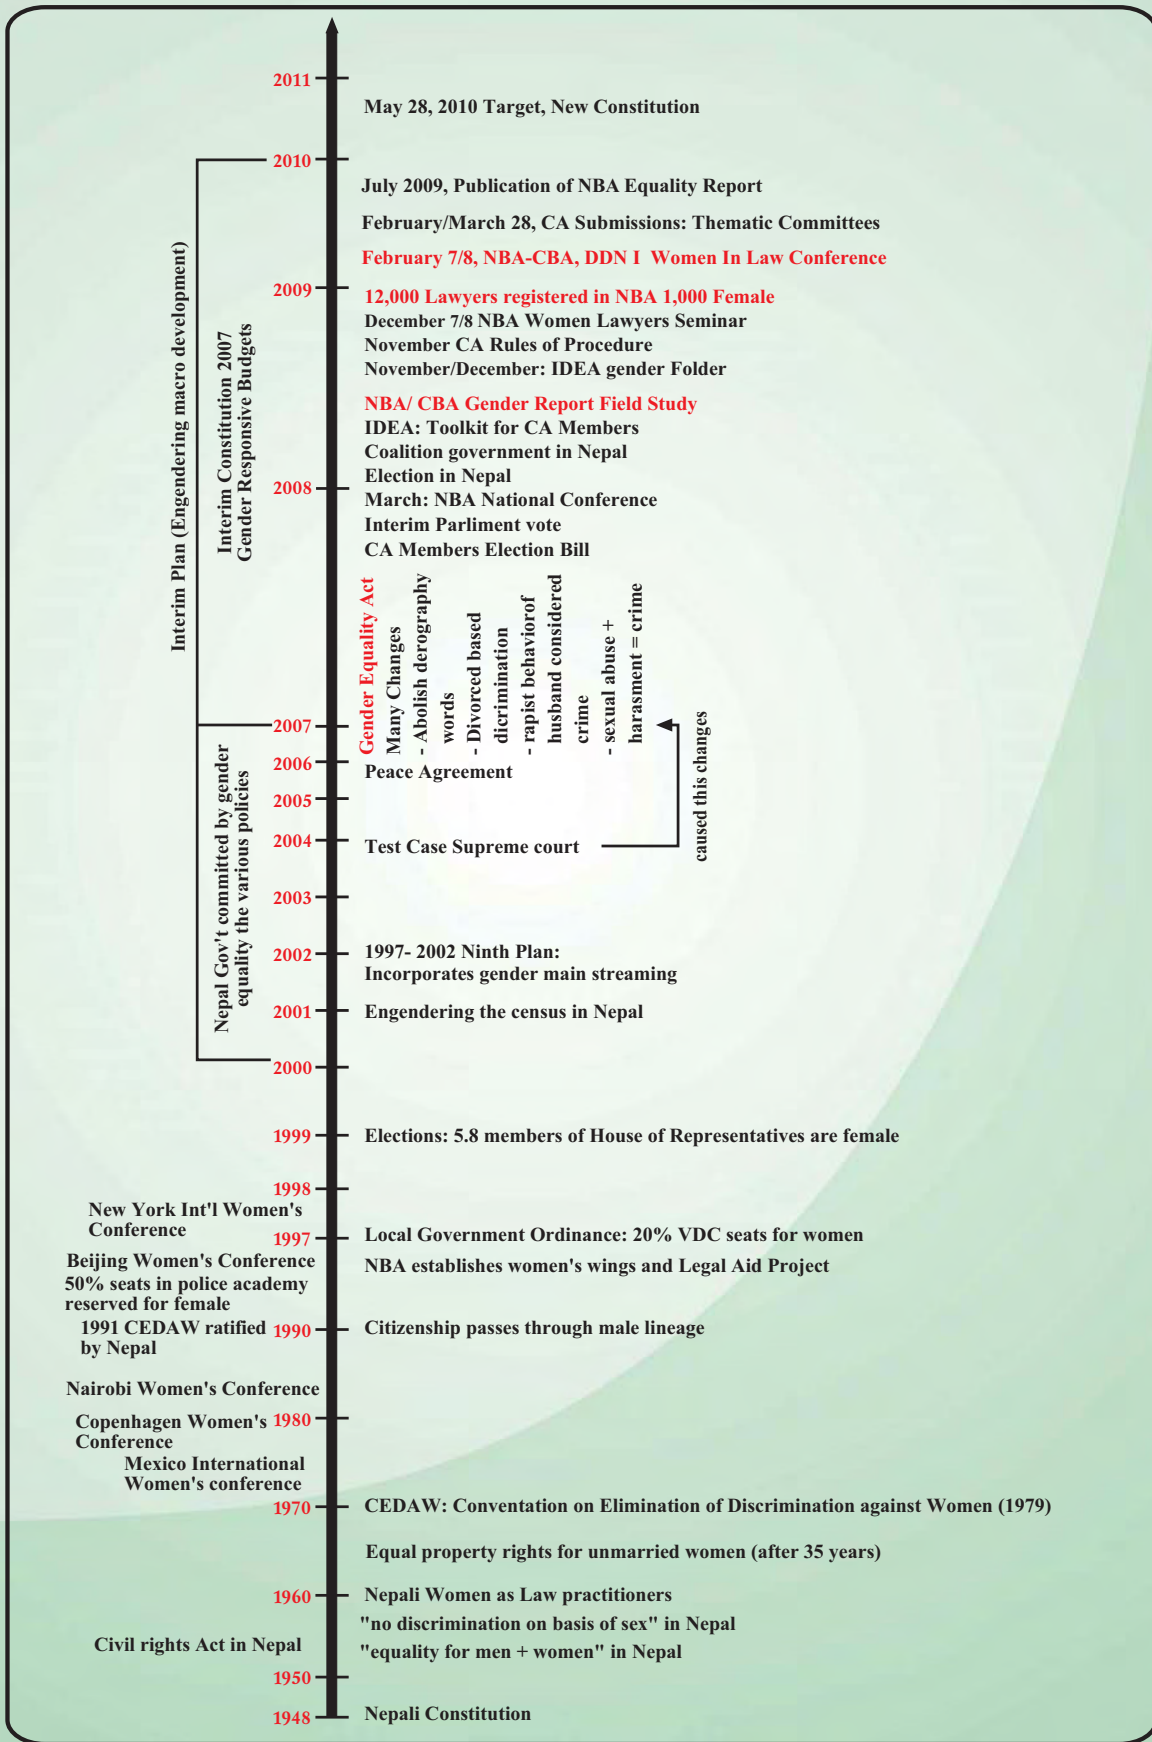 2011
May 28, 2010 Target, New Constitution
2010
July 2009, Publication of NBA Equality Report
February/March 28, CA Submissions: Thematic Committees
February 7/8, NBA-CBA, DDN I Women In Law Conference
2009
12,000 Lawyers registered in NBA 1,000 Female
December 7/8 NBA Women Lawyers Seminar
November CA Rules of Procedure
November/December: IDEA gender Folder
NBA/ CBA Gender Report Field Study
IDEA: Toolkit for CA Members
Coalition government in Nepal
Election in Nepal
2008
March: NBA National Conference
Interim Parliment vote
CA Members Election Bill
Interim Plan (Engendering macro development)
Interim Constitution 2007
Gender Responsive Budgets
Gender Equality Act
Many Changes
- Abolish derography
words
- Divorced based
dicrimination
- rapist behaviorof
husband considered
crime
- sexual abuse +
harasment = crime
2007
caused this changes
2006
Peace Agreement
2005
2004
Test Case Supreme court
Nepal Gov't committed by gender
equality the various policies
2003
2002
1997- 2002 Ninth Plan:
Incorporates gender main streaming
2001
Engendering the census in Nepal
2000
1999
Elections: 5.8 members of House of Representatives are female
1998
New York Int'l Women's
Conference
1997
Local Government Ordinance: 20% VDC seats for women
Beijing Women's Conference
NBA establishes women's wings and Legal Aid Project
50% seats in police academy
reserved for female
1991 CEDAW ratified
by Nepal
1990
Citizenship passes through male lineage
Nairobi Women's Conference
1980
Copenhagen Women's
Conference
Mexico International
Women's conference
1970
CEDAW: Conventation on Elimination of Discrimination against Women (1979)
Equal property rights for unmarried women (after 35 years)
1960
Nepali Women as Law practitioners
"no discrimination on basis of sex" in Nepal
Civil rights Act in Nepal
"equality for men + women" in Nepal
1950
1948
Nepali Constitution